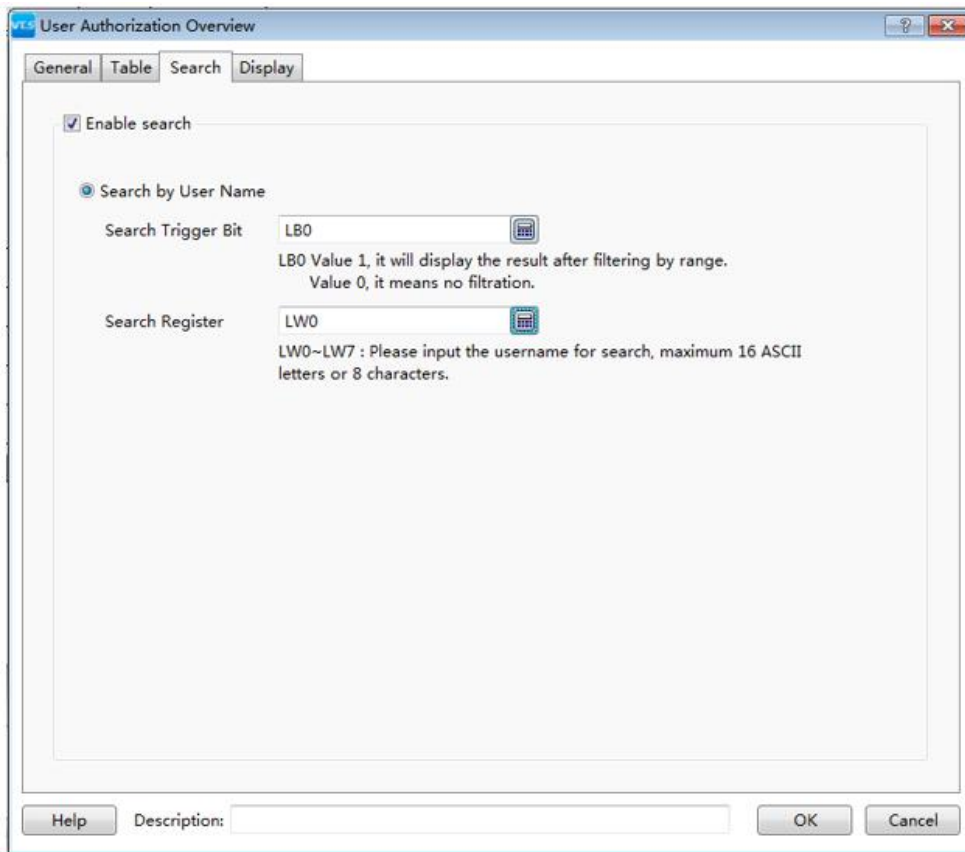 VT.S User Authorization Overview
General Table Search Display
Enable search
Search by User Name
Search Trigger Bit LB0
LB0 Value 1, it will display the result after filtering by range.
Value 0, it means no filtration.
Search Register LW0
LW0~LW7 : Please input the username for search, maximum 16 ASCII
letters or 8 characters.
Help Description: OK Cancel